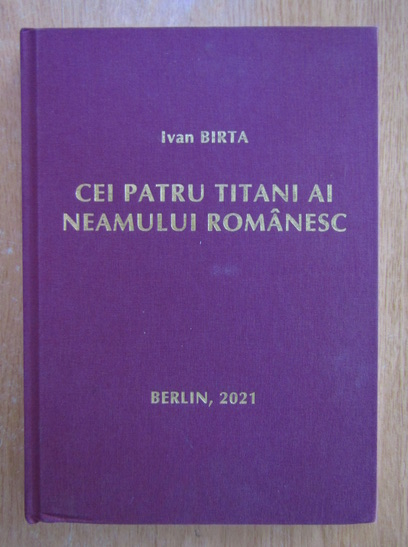 Ivan BIRTA
CEI PATRU TITANI AI
NEAMULUI ROMÂNESC
BERLIN, 2021